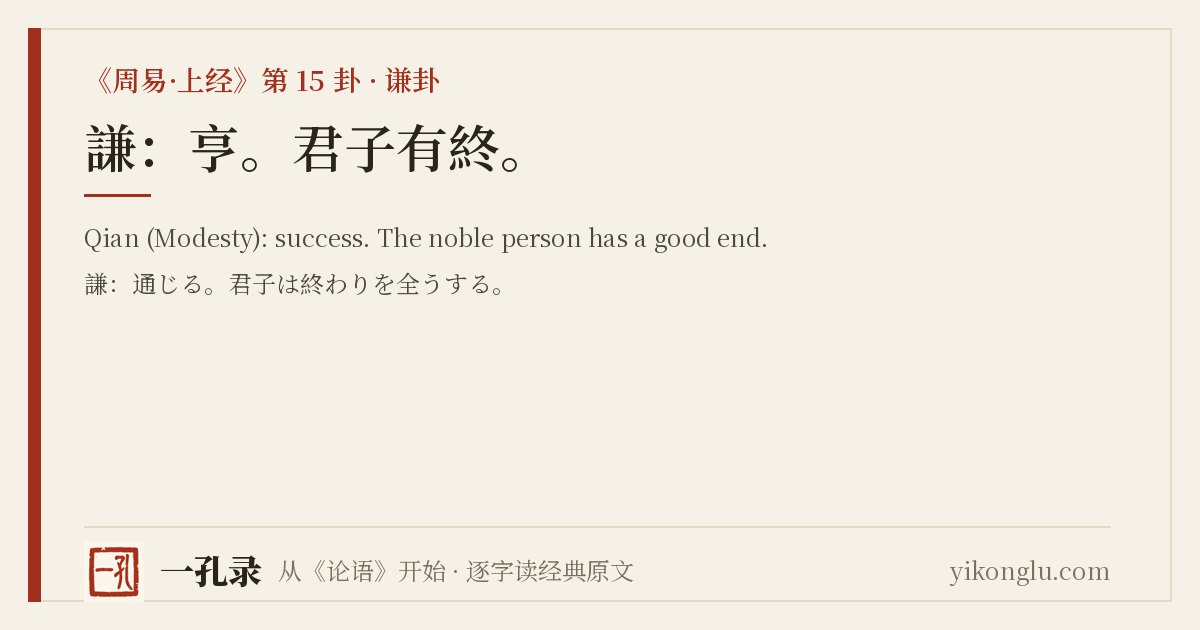 《周易·上经》第 15 卦 · 谦卦
謙：亨。君子有終。
Qian (Modesty): success. The noble person has a good end.
謙：通じる。君子は終わりを全うする。
一孔
一孔录 从《论语》开始 · 逐字读经典原文 yikonglu.com